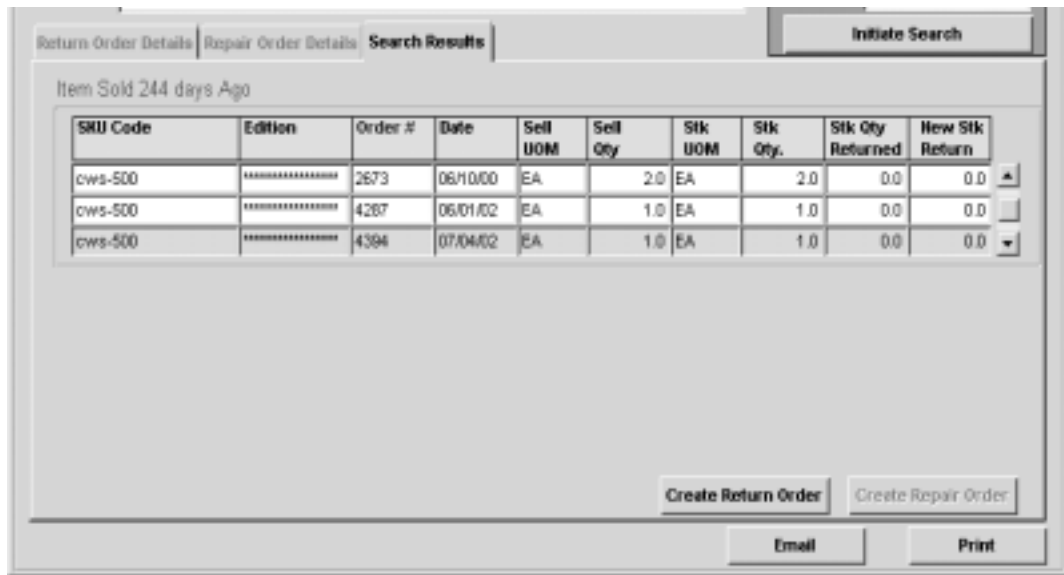 Initiate Search
Return Order Details Repair Order Details Search Results
Item Sold 244 days Ago
SKU Code Edition Order # Date Sell UOM Sell Qty Stk UOM Stk Qty. Stk Qty Returned New Stk Return
cws-500 ****************** 2673 06/10/00 EA 2.0 EA 2.0 0.0 0.0
cws-500 ****************** 4287 06/01/02 EA 1.0 EA 1.0 0.0 0.0
cws-500 ****************** 4394 07/04/02 EA 1.0 EA 1.0 0.0 0.0
Create Return Order Create Repair Order
Email Print